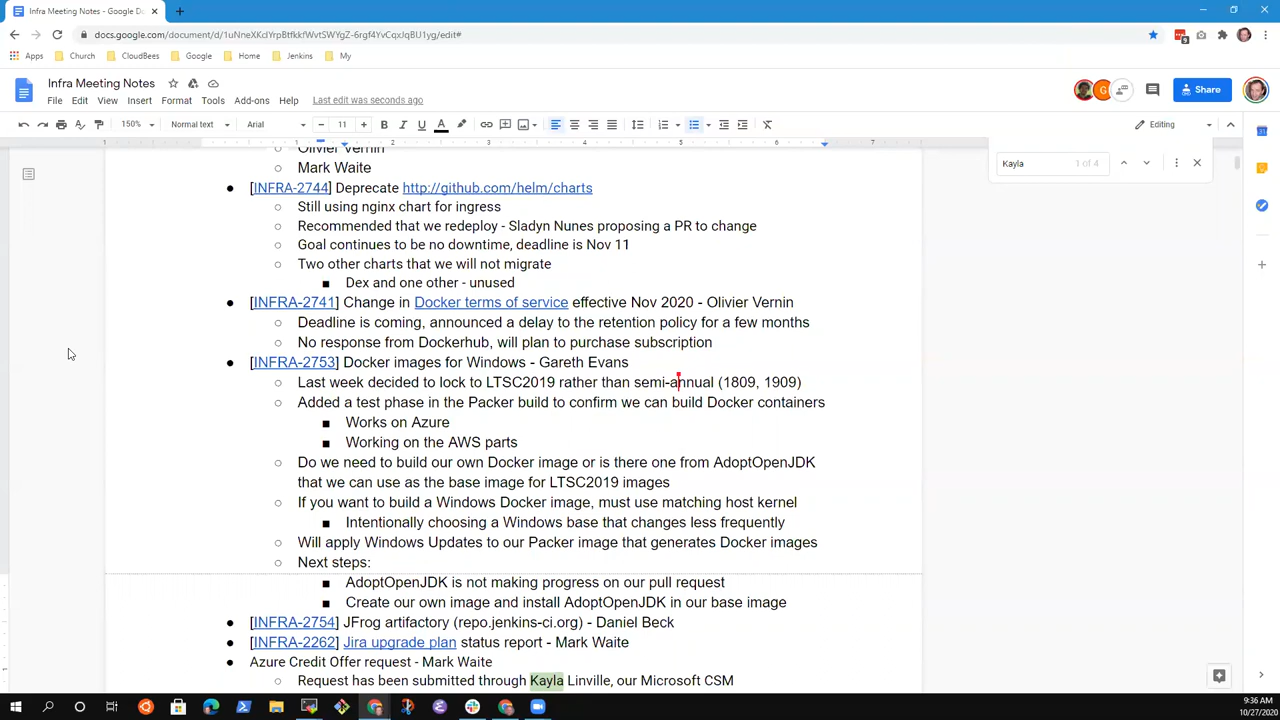 Infra Meeting Notes - Google D
docs.google.com/document/d/1uNneXKcIYrpBtfkkfWvtSWYgZ-6rgf4YvCqxJqBU1yg/edit#
Apps Church CloudBees Google Home Jenkins My
Infra Meeting Notes
File Edit View Insert Format Tools Add-ons Help Last edit was seconds ago
G
Share
150% Normal text Arial 11 Editing
1 2 3 4 5 6 7
Kayla 1 of 4
Olivier Vernin
Mark Waite
[INFRA-2744] Deprecate http://github.com/helm/charts
Still using nginx chart for ingress
Recommended that we redeploy - Sladyn Nunes proposing a PR to change
Goal continues to be no downtime, deadline is Nov 11
Two other charts that we will not migrate
Dex and one other - unused
[INFRA-2741] Change in Docker terms of service effective Nov 2020 - Olivier Vernin
Deadline is coming, announced a delay to the retention policy for a few months
No response from Dockerhub, will plan to purchase subscription
[INFRA-2753] Docker images for Windows - Gareth Evans
Last week decided to lock to LTSC2019 rather than semi-annual (1809, 1909)
Added a test phase in the Packer build to confirm we can build Docker containers
Works on Azure
Working on the AWS parts
Do we need to build our own Docker image or is there one from AdoptOpenJDK
that we can use as the base image for LTSC2019 images
If you want to build a Windows Docker image, must use matching host kernel
Intentionally choosing a Windows base that changes less frequently
Will apply Windows Updates to our Packer image that generates Docker images
Next steps:
AdoptOpenJDK is not making progress on our pull request
Create our own image and install AdoptOpenJDK in our base image
[INFRA-2754] JFrog artifactory (repo.jenkins-ci.org) - Daniel Beck
[INFRA-2262] Jira upgrade plan status report - Mark Waite
Azure Credit Offer request - Mark Waite
Request has been submitted through Kayla Linville, our Microsoft CSM
9:36 AM
10/27/2020